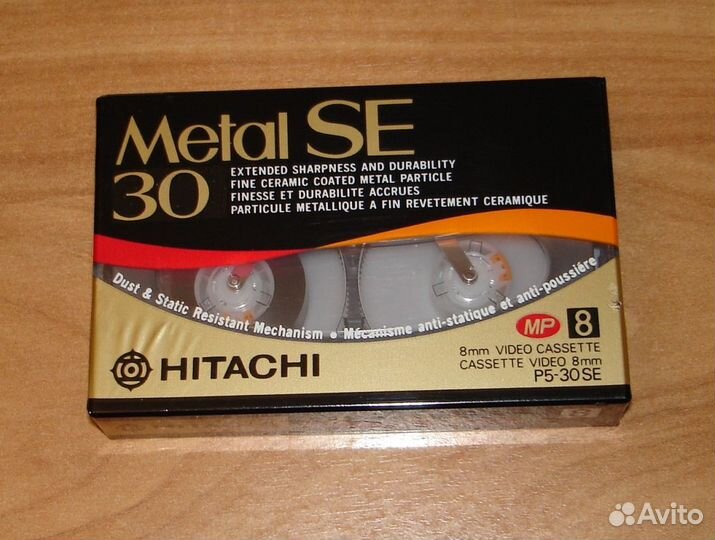 Metal SE
30
EXTENDED SHARPNESS AND DURABILITY
FINE CERAMIC COATED METAL PARTICLE
FINESSE ET DURABILITE ACCRUES
PARTICULE METALLIQUE A FIN REVETEMENT CERAMIQUE
Dust & Static Resistant Mechanism • Mécanisme anti-statique et anti-poussiére
MP 8
8mm VIDEO CASSETTE
CASSETTE VIDEO 8mm
P5-30SE
HITACHI
8
Avito